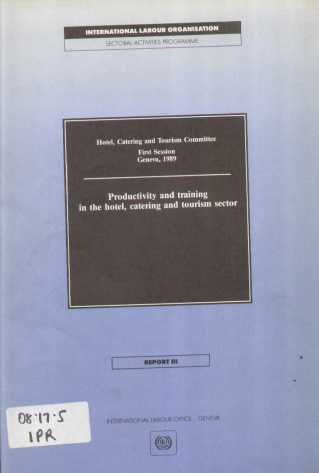 INTERNATIONAL LABOUR ORGANISATION
SECTORAL ACTIVITIES PROGRAMME
Hotel, Catering and Tourism Committee
First Session
Geneva, 1989
Productivity and training
in the hotel, catering and tourism sector
REPORT III
INTERNATIONAL LABOUR OFFICE GENEVA
08·17·5
IPR